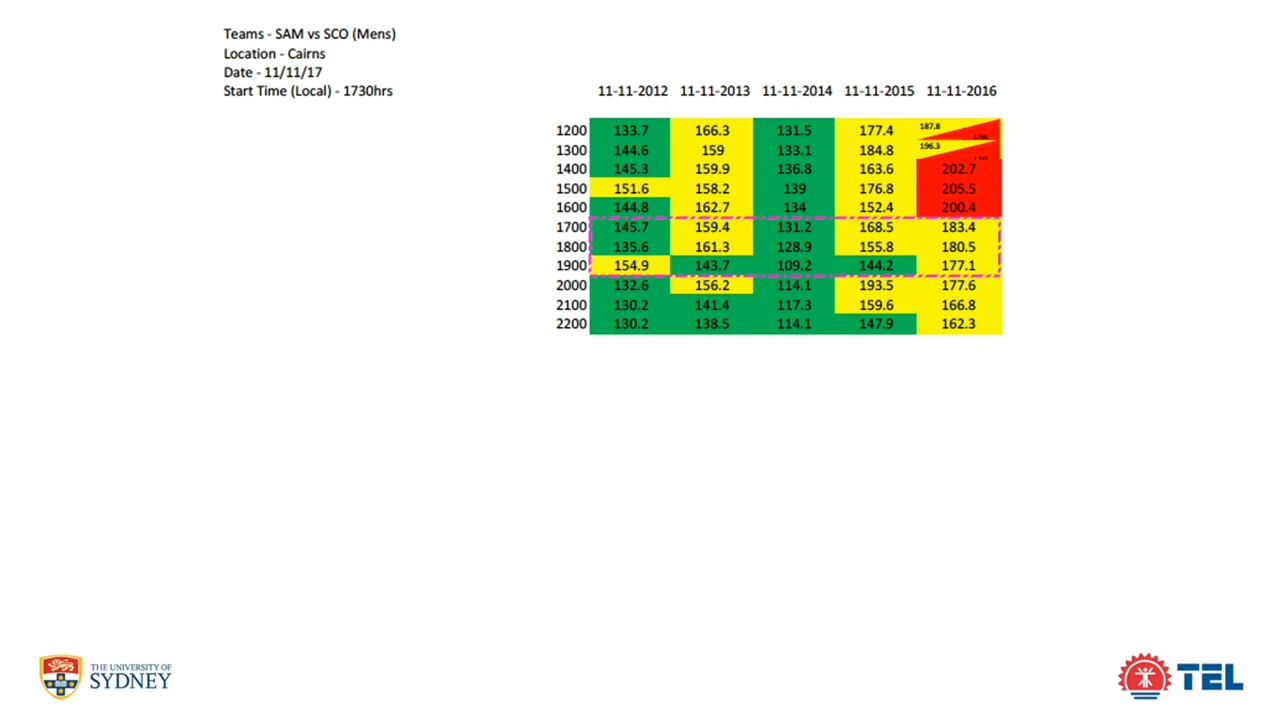 Teams - SAM vs SCO (Mens)
Location - Cairns
Date - 11/11/17
Start Time (Local) - 1730hrs
11-11-2012 11-11-2013 11-11-2014 11-11-2015 11-11-2016
1200 133.7 166.3 131.5 177.4 187.8
1300 144.6 159 133.1 184.8 196.3
1400 145.3 159.9 136.8 163.6 202.7
1500 151.6 158.2 139 176.8 205.5
1600 144.8 162.7 134 152.4 200.4
1700 145.7 159.4 131.2 168.5 183.4
1800 135.6 161.3 128.9 155.8 180.5
1900 154.9 143.7 109.2 144.2 177.1
2000 132.6 156.2 114.1 193.5 177.6
2100 130.2 141.4 117.3 159.6 166.8
2200 130.2 138.5 114.1 147.9 162.3
THE UNIVERSITY OF
SYDNEY
TEL